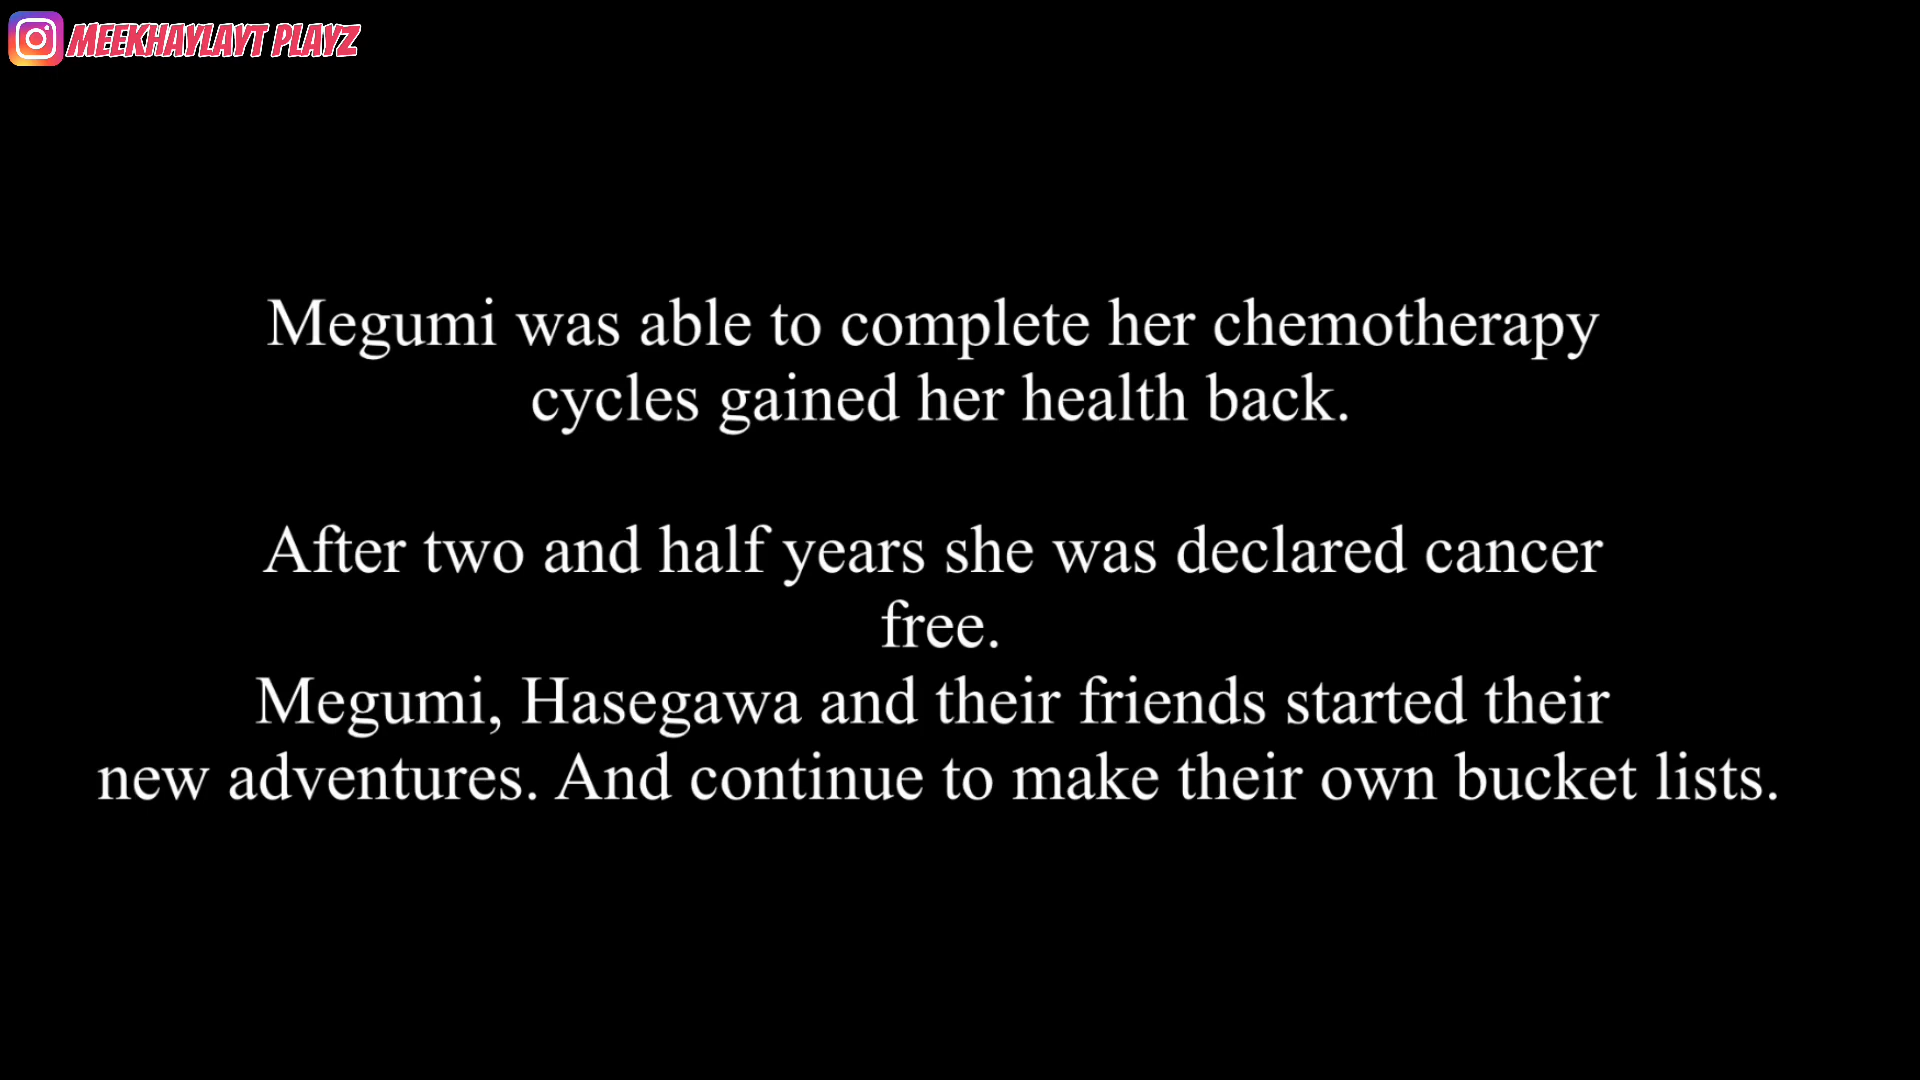 MEEKHAYLAYT PLAYZ
Megumi was able to complete her chemotherapy
cycles gained her health back.
After two and half years she was declared cancer
free.
Megumi, Hasegawa and their friends started their
new adventures. And continue to make their own bucket lists.